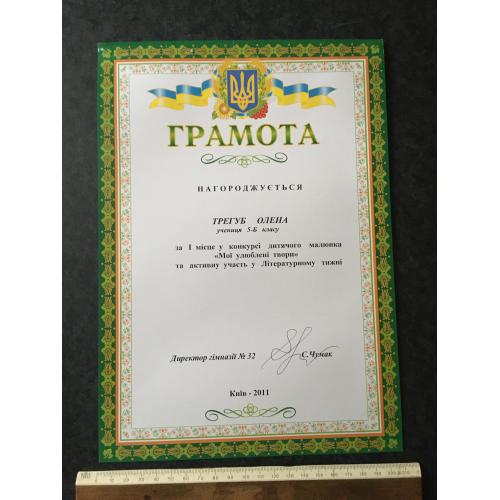 ГРАМОТА
НАГОРОДЖУЄТЬСЯ
ТРЕГУБ ОЛЕНА
учениця 5-Б класу
за І місце у конкурсі дитячого малюнка
«Мої улюблені твори»
та активну участь у Літературному тижні
Директор гімназії № 32 С.Чумак
Київ - 2011